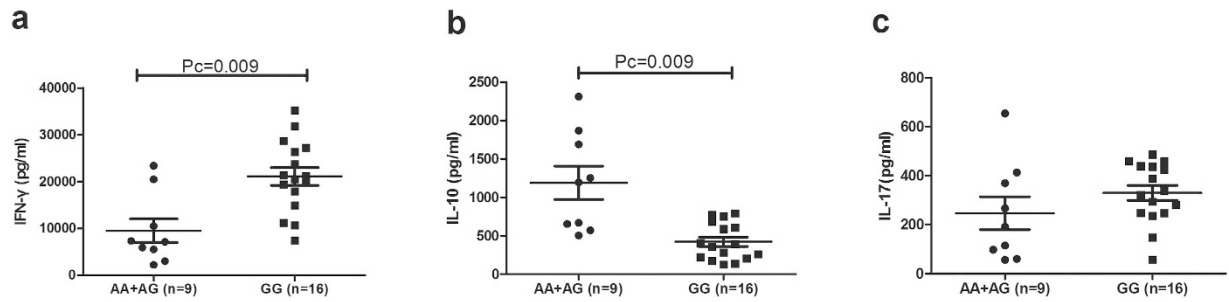 a
Pc=0.009
IFN-γ (pg/ml)
40000
30000
20000
10000
0
AA+AG (n=9)
GG (n=16)
b
Pc=0.009
IL-10 (pg/ml)
2500
2000
1500
1000
500
0
AA+AG (n=9)
GG (n=16)
c
IL-17(pg/ml)
800
600
400
200
0
AA+AG (n=9)
GG (n=16)